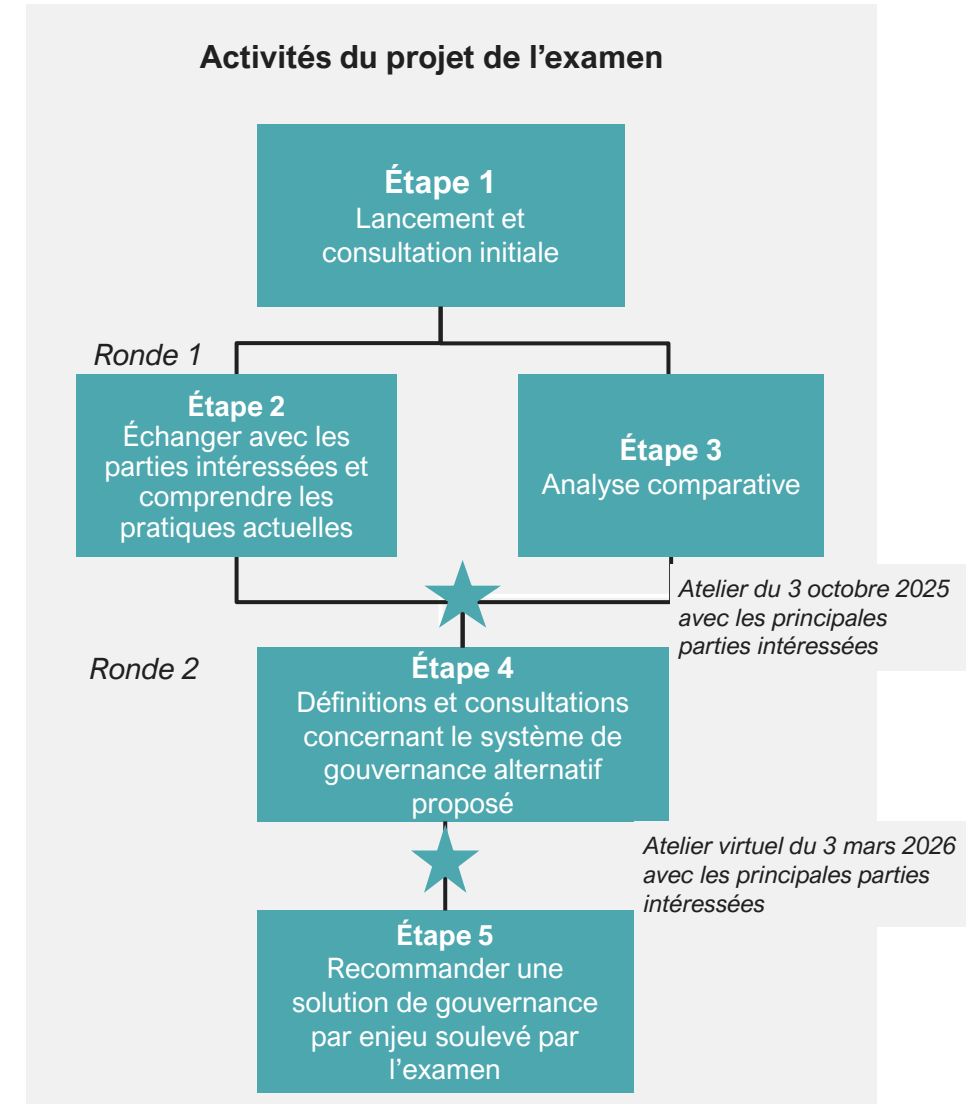 Activités du projet de l’examen
Étape 1
Lancement et
consultation initiale
Ronde 1
Étape 2
Échanger avec les
parties intéressées et
comprendre les
pratiques actuelles
Étape 3
Analyse comparative
Atelier du 3 octobre 2025
avec les principales
parties intéressées
Ronde 2
Étape 4
Définitions et consultations
concernant le système de
gouvernance alternatif
proposé
Atelier virtuel du 3 mars 2026
avec les principales parties
intéressées
Étape 5
Recommander une
solution de gouvernance
par enjeu soulevé par
l’examen